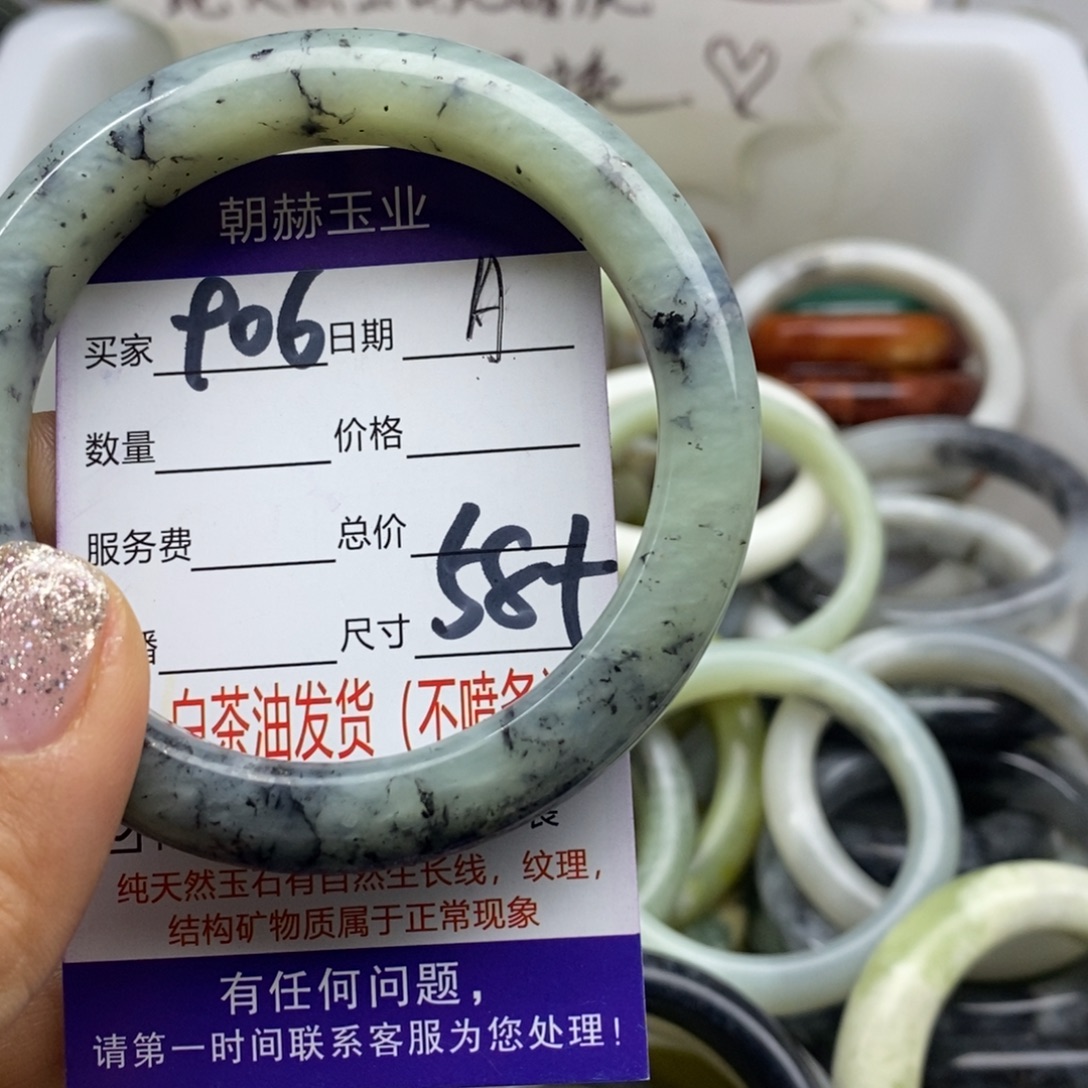 朝赫玉业
买家 906 日期 A
数量 价格
服务费 总价
播 尺寸 58+
白茶油发货（不喷
纯天然玉石有自然生长线，纹理，
结构矿物质属于正常现象
有任何问题，
请第一时间联系客服为您处理！